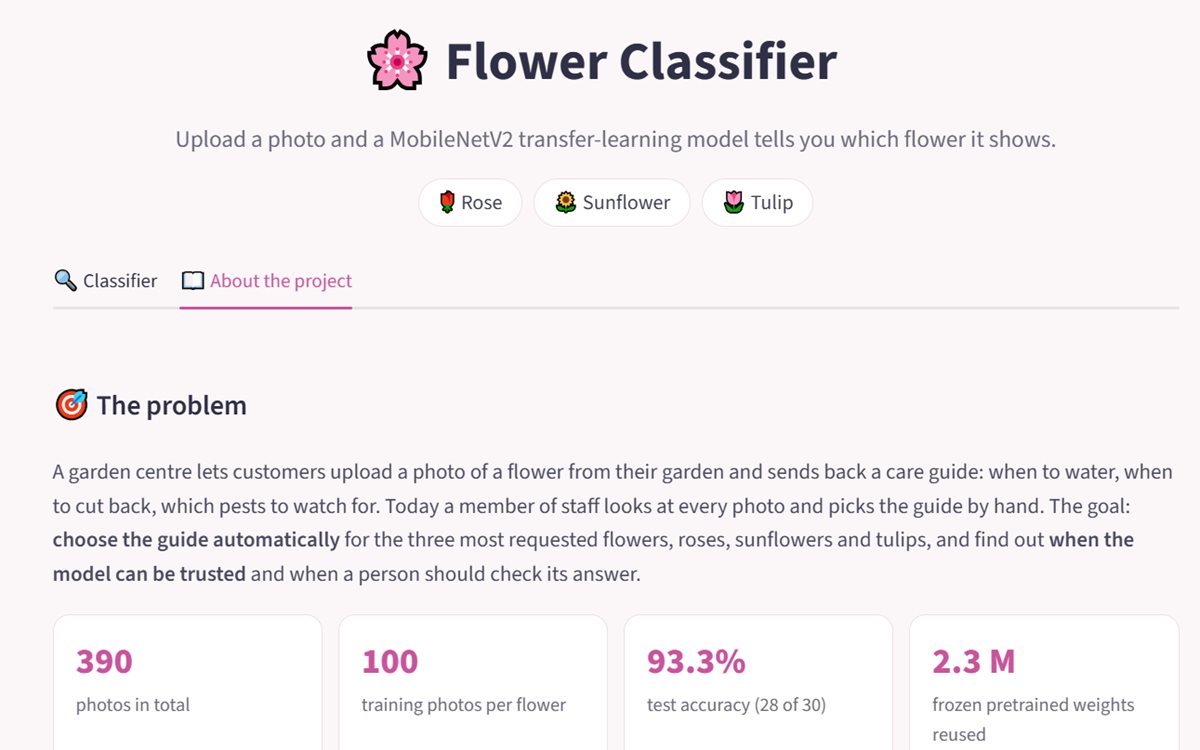 Flower Classifier
Upload a photo and a MobileNetV2 transfer-learning model tells you which flower it shows.
Rose
Sunflower
Tulip
Classifier
About the project
The problem
A garden centre lets customers upload a photo of a flower from their garden and sends back a care guide: when to water, when
to cut back, which pests to watch for. Today a member of staff looks at every photo and picks the guide by hand. The goal:
choose the guide automatically for the three most requested flowers, roses, sunflowers and tulips, and find out when the
model can be trusted and when a person should check its answer.
390
photos in total
100
training photos per flower
93.3%
test accuracy (28 of 30)
2.3 M
frozen pretrained weights
reused